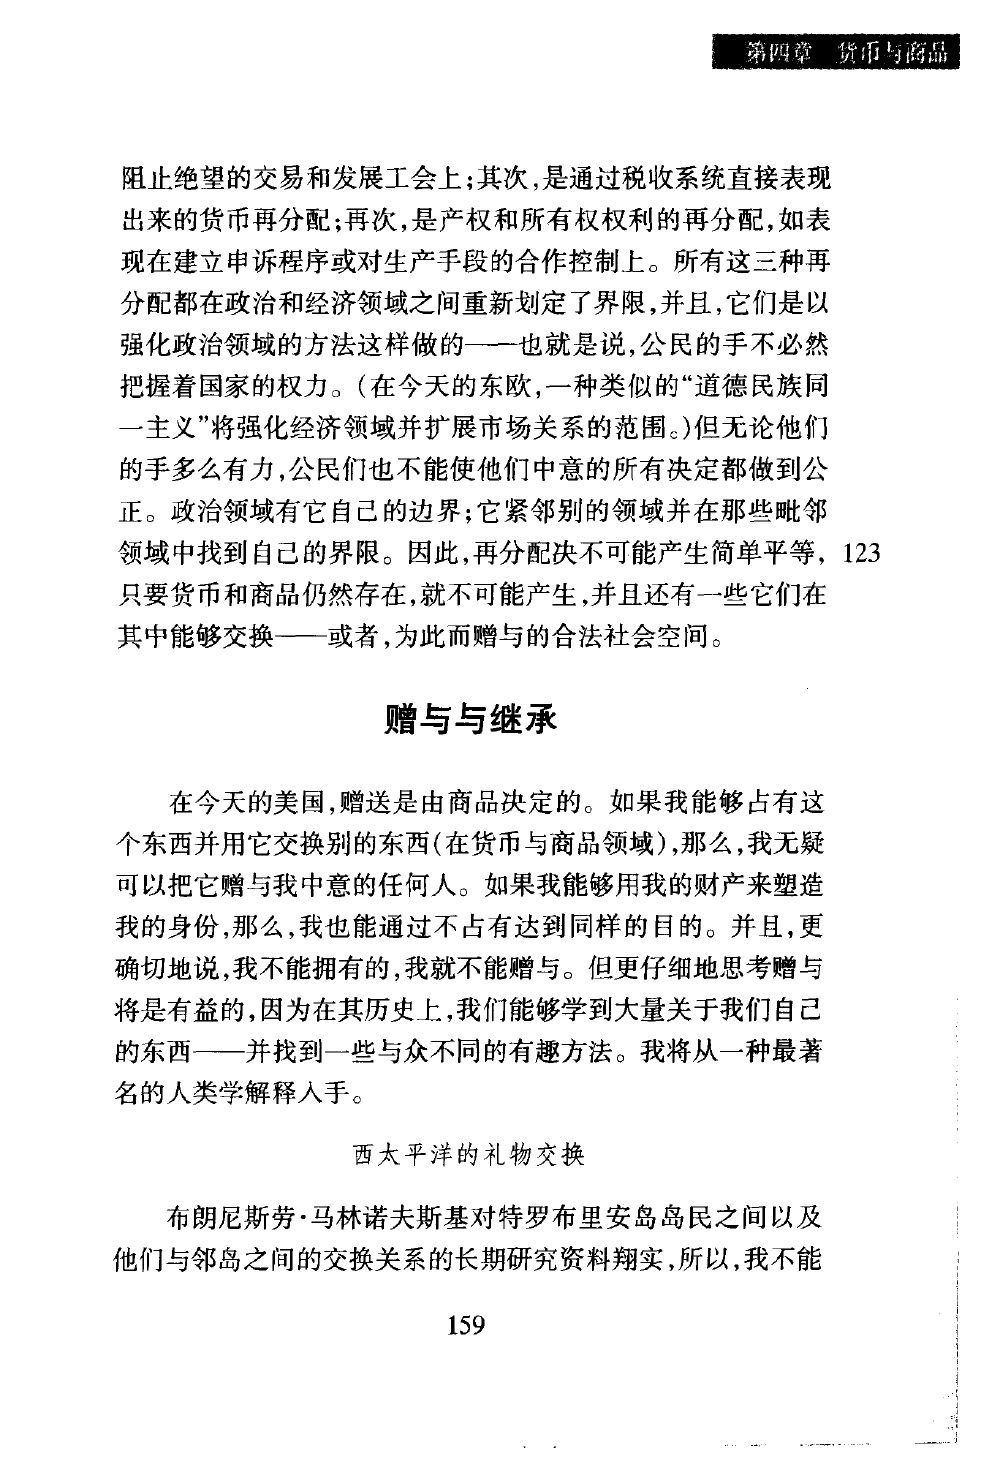 第四章 货币与商品
阻止绝望的交易和发展工会上;其次,是通过税收系统直接表现
出来的货币再分配;再次,是产权和所有权权利的再分配,如表
现在建立申诉程序或对生产手段的合作控制上。所有这三种再
分配都在政治和经济领域之间重新划定了界限,并且,它们是以
强化政治领域的方法这样做的——也就是说,公民的手不必然
把握着国家的权力。(在今天的东欧,一种类似的“道德民族同
一主义”将强化经济领域并扩展市场关系的范围。)但无论他们
的手多么有力,公民们也不能使他们中意的所有决定都做到公
正。政治领域有它自己的边界;它紧邻别的领域并在那些毗邻
领域中找到自己的界限。因此,再分配决不可能产生简单平等, 123
只要货币和商品仍然存在,就不可能产生,并且还有一些它们在
其中能够交换——或者,为此而赠与的合法社会空间。
赠与与继承
在今天的美国,赠送是由商品决定的。如果我能够占有这
个东西并用它交换别的东西(在货币与商品领域),那么,我无疑
可以把它赠与我中意的任何人。如果我能够用我的财产来塑造
我的身份,那么,我也能通过不占有达到同样的目的。并且,更
确切地说,我不能拥有的,我就不能赠与。但更仔细地思考赠与
将是有益的,因为在其历史上,我们能够学到大量关于我们自己
的东西——并找到一些与众不同的有趣方法。我将从一种最著
名的人类学解释入手。
西太平洋的礼物交换
布朗尼斯劳·马林诺夫斯基对特罗布里安岛岛民之间以及
他们与邻岛之间的交换关系的长期研究资料翔实,所以,我不能
159